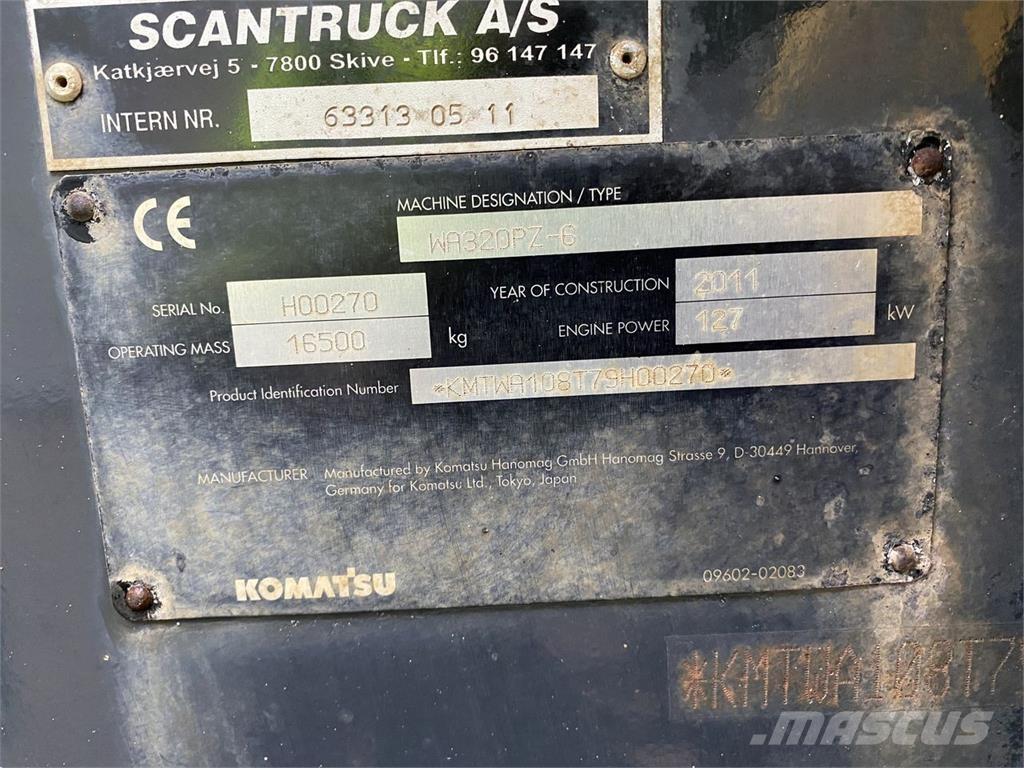 SCANTRUCK A/S
Katkjærvej 5 - 7800 Skive - Tlf.: 96 147 147
INTERN NR. 63313 05 11
CE
MACHINE DESIGNATION / TYPE
WA320PZ-6
SERIAL No. H00270
YEAR OF CONSTRUCTION 2011
OPERATING MASS 16500 kg
ENGINE POWER 127 kW
Product Identification Number *KMTWA108T79H00270*
MANUFACTURER Manufactured by Komatsu Hanomag GmbH Hanomag Strasse 9, D-30449 Hannover,
Germany for Komatsu Ltd., Tokyo, Japan
KOMATSU
09602-02083
*KMTWA108T7
MASCUS